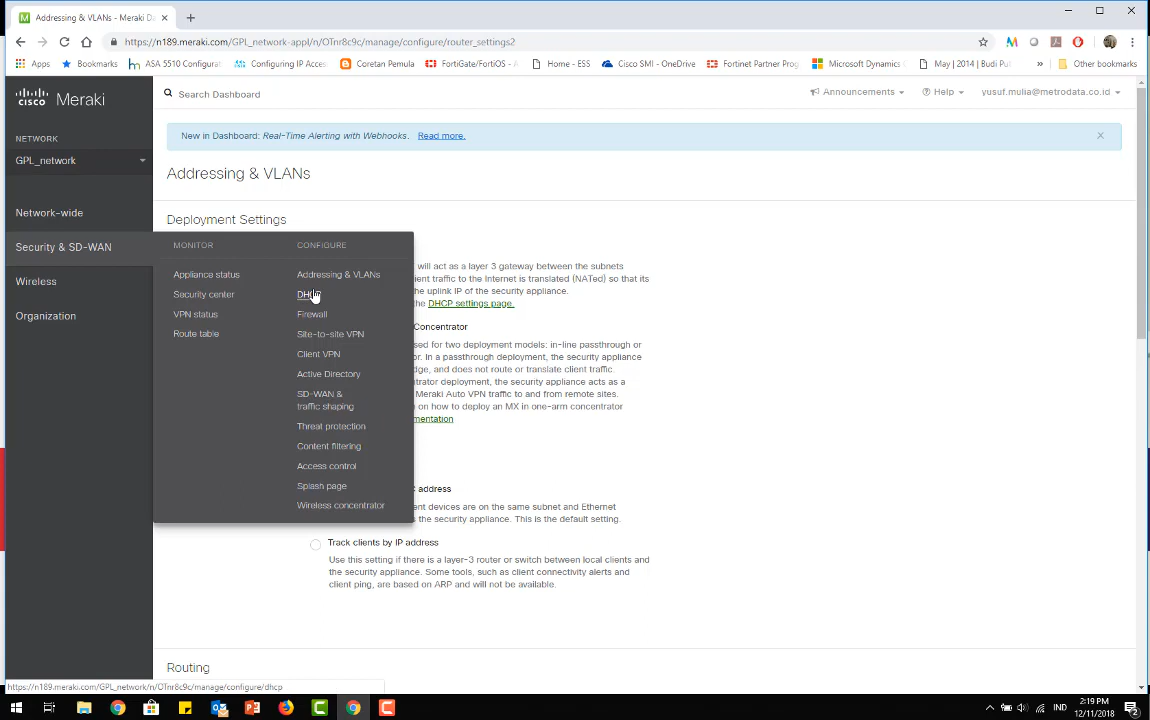 Addressing & VLANs - Meraki Da
https://n189.meraki.com/GPL_network-appl/n/OTnr8c9c/manage/configure/router_settings2
Apps
Bookmarks
ASA 5510 Configurat
Configuring IP Acces
Coretan Pemula
FortiGate/FortiOS - A
Home - ESS
Cisco SMI - OneDrive
Fortinet Partner Prog
Microsoft Dynamics
May | 2014 | Budi Put
»
Other bookmarks
cisco Meraki
Search Dashboard
Announcements
Help
yusuf.mulia@metrodata.co.id
NETWORK
GPL_network
Network-wide
Security & SD-WAN
Wireless
Organization
New in Dashboard: Real-Time Alerting with Webhooks. Read more.
Addressing & VLANs
Deployment Settings
MONITOR
Appliance status
Security center
VPN status
Route table
CONFIGURE
Addressing & VLANs
DHCP
Firewall
Site-to-site VPN
Client VPN
Active Directory
SD-WAN &
traffic shaping
Threat protection
Content filtering
Access control
Splash page
Wireless concentrator
will act as a layer 3 gateway between the subnets
ient traffic to the Internet is translated (NATed) so that its
the uplink IP of the security appliance.
the DHCP settings page.
Concentrator
sed for two deployment models: in-line passthrough or
or. In a passthrough deployment, the security appliance
dge, and does not route or translate client traffic.
trator deployment, the security appliance acts as a
Meraki Auto VPN traffic to and from remote sites.
on how to deploy an MX in one-arm concentrator
mentation
C address
ent devices are on the same subnet and Ethernet
s the security appliance. This is the default setting.
Track clients by IP address
Use this setting if there is a layer-3 router or switch between local clients and
the security appliance. Some tools, such as client connectivity alerts and
client ping, are based on ARP and will not be available.
Routing
https://n189.meraki.com/GPL_network/n/OTnr8c9c/manage/configure/dhcp
IND
2:19 PM
12/11/2018
2